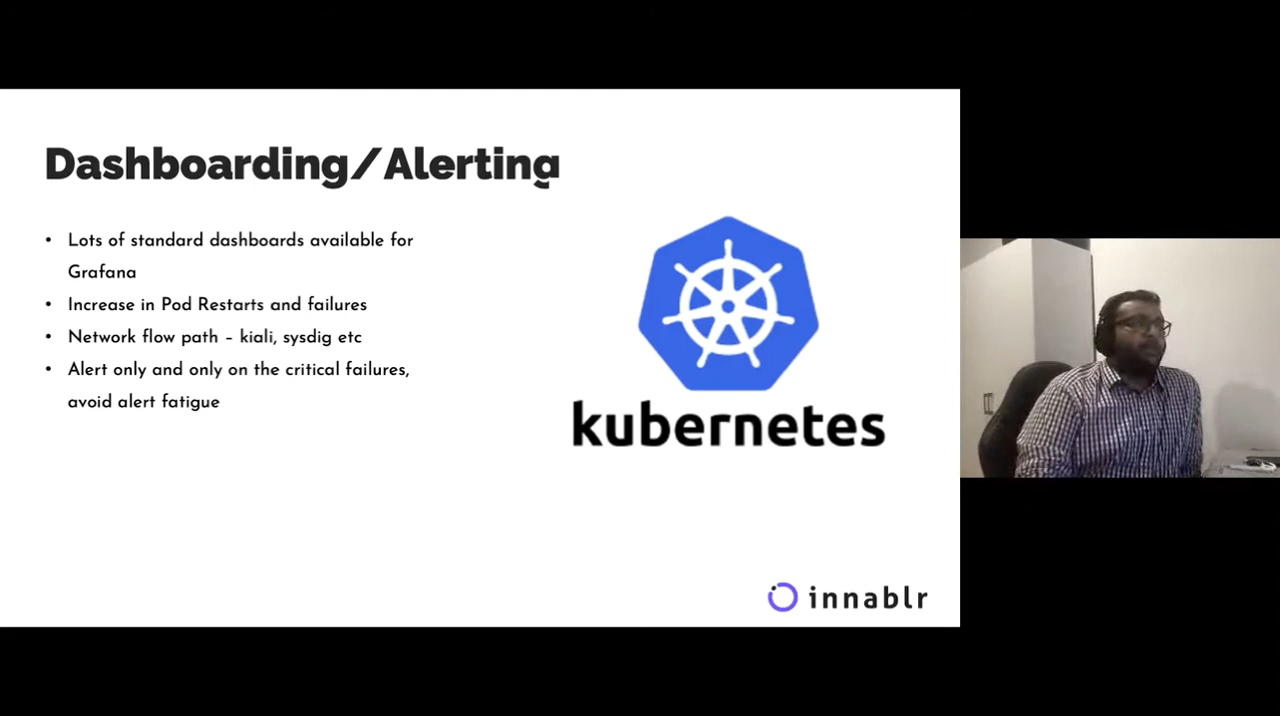 Dashboarding/Alerting
• Lots of standard dashboards available for
Grafana
• Increase in Pod Restarts and failures
• Network flow path – kiali, sysdig etc
• Alert only and only on the critical failures,
avoid alert fatigue
kubernetes
innablr